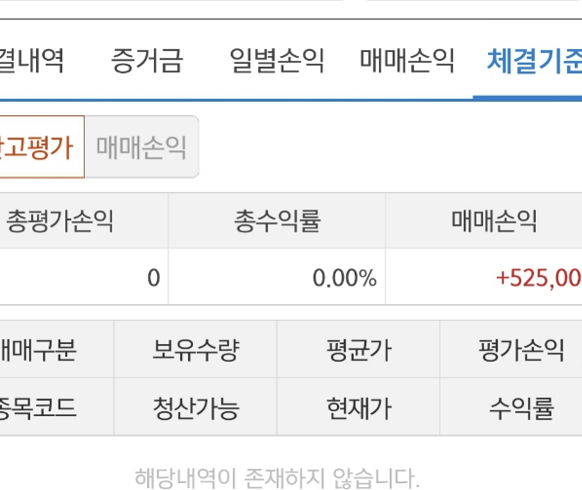 결내역 증거금 일별손익 매매손익 체결기준
잔고평가 매매손익
총평가손익 총수익률 매매손익
0 0.00% +525,00
매매구분 보유수량 평균가 평가손익
종목코드 청산가능 현재가 수익률
해당내역이 존재하지 않습니다.